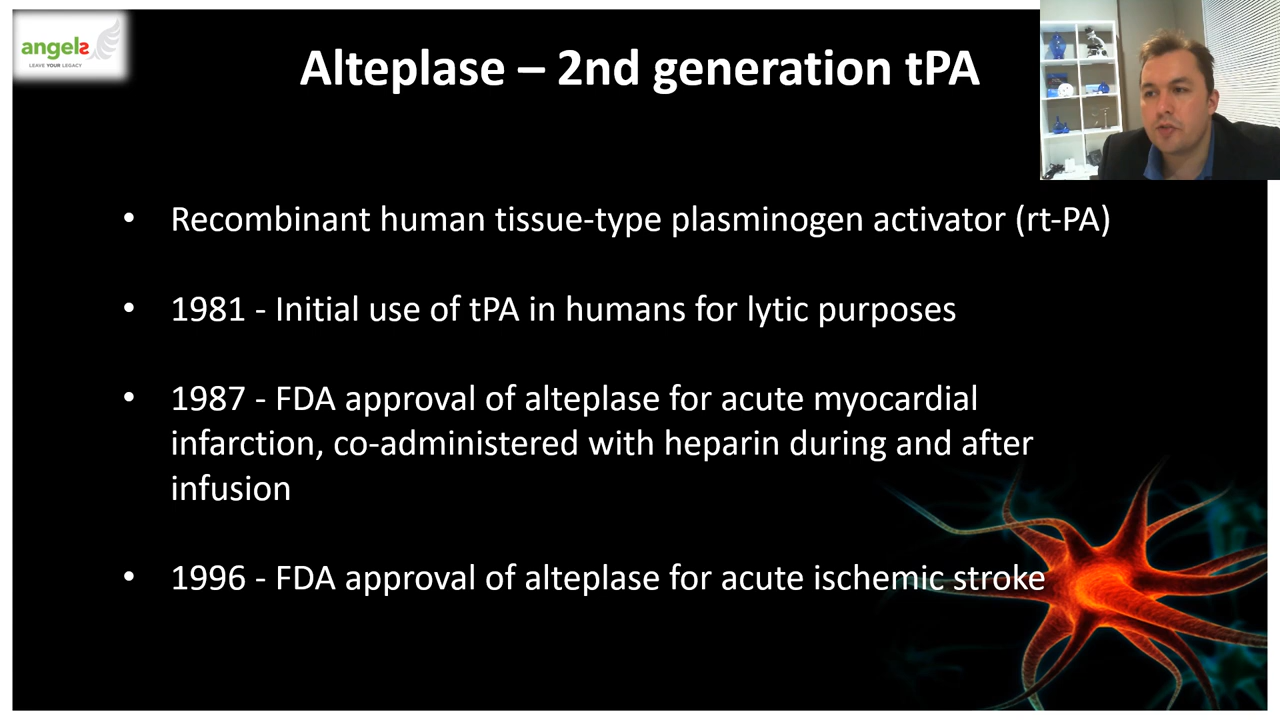 angels
LEAVE YOUR LEGACY
Alteplase – 2nd generation tPA
• Recombinant human tissue-type plasminogen activator (rt-PA)
• 1981 - Initial use of tPA in humans for lytic purposes
• 1987 - FDA approval of alteplase for acute myocardial
infarction, co-administered with heparin during and after
infusion
• 1996 - FDA approval of alteplase for acute ischemic stroke